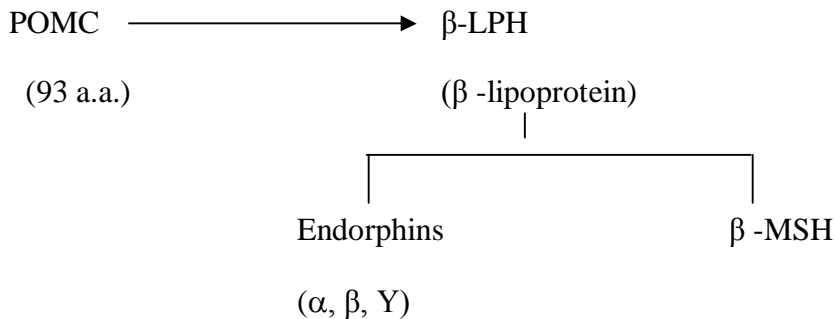 POMC β-LPH
(93 a.a.) (β -lipoprotein)
Endorphins β -MSH
(α, β, Υ)